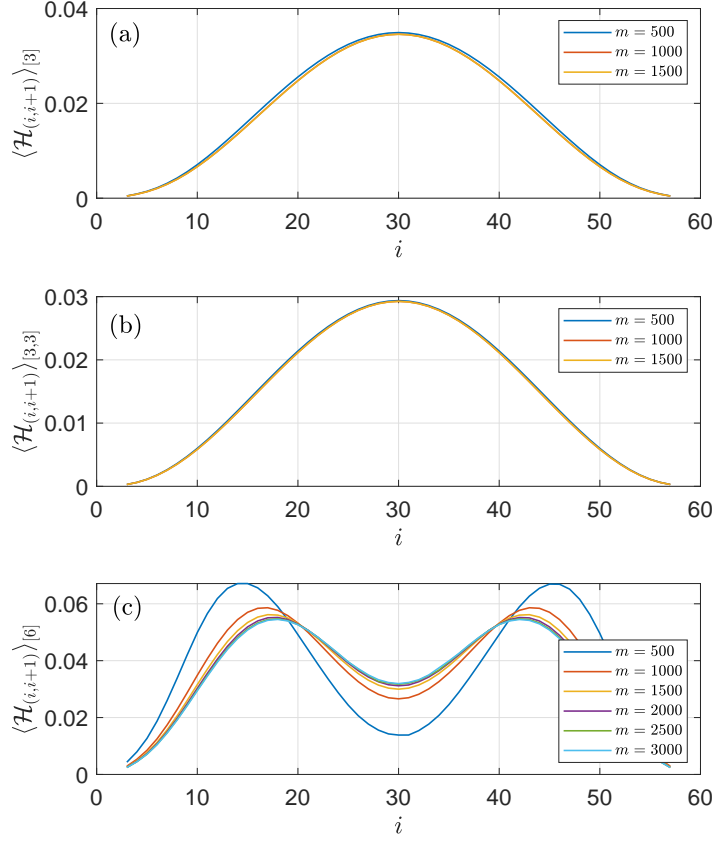 (a)
⟨ℋ(i,i+1)⟩[3]
0.04
0.02
0
0 10 20 30 40 50 60
i
m = 500
m = 1000
m = 1500
(b)
⟨ℋ(i,i+1)⟩[3,3]
0.03
0.02
0.01
0
0 10 20 30 40 50 60
i
m = 500
m = 1000
m = 1500
(c)
⟨ℋ(i,i+1)⟩[6]
0.06
0.04
0.02
0
0 10 20 30 40 50 60
i
m = 500
m = 1000
m = 1500
m = 2000
m = 2500
m = 3000